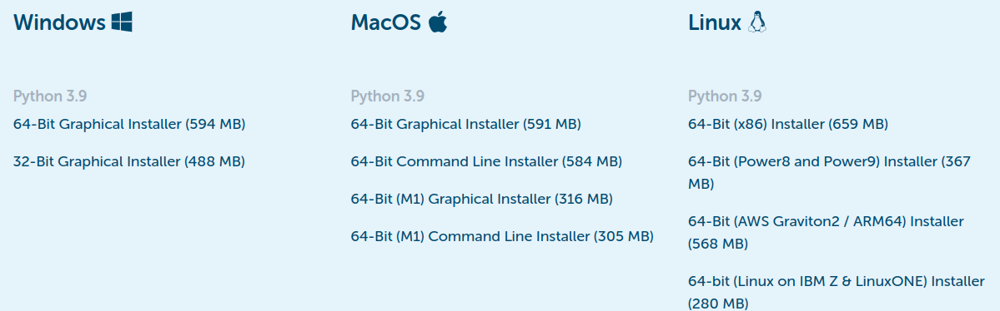 Windows
Python 3.9
64-Bit Graphical Installer (594 MB)
32-Bit Graphical Installer (488 MB)
MacOS
Python 3.9
64-Bit Graphical Installer (591 MB)
64-Bit Command Line Installer (584 MB)
64-Bit (M1) Graphical Installer (316 MB)
64-Bit (M1) Command Line Installer (305 MB)
Linux
Python 3.9
64-Bit (x86) Installer (659 MB)
64-Bit (Power8 and Power9) Installer (367
MB)
64-Bit (AWS Graviton2 / ARM64) Installer
(568 MB)
64-bit (Linux on IBM Z & LinuxONE) Installer
(280 MB)